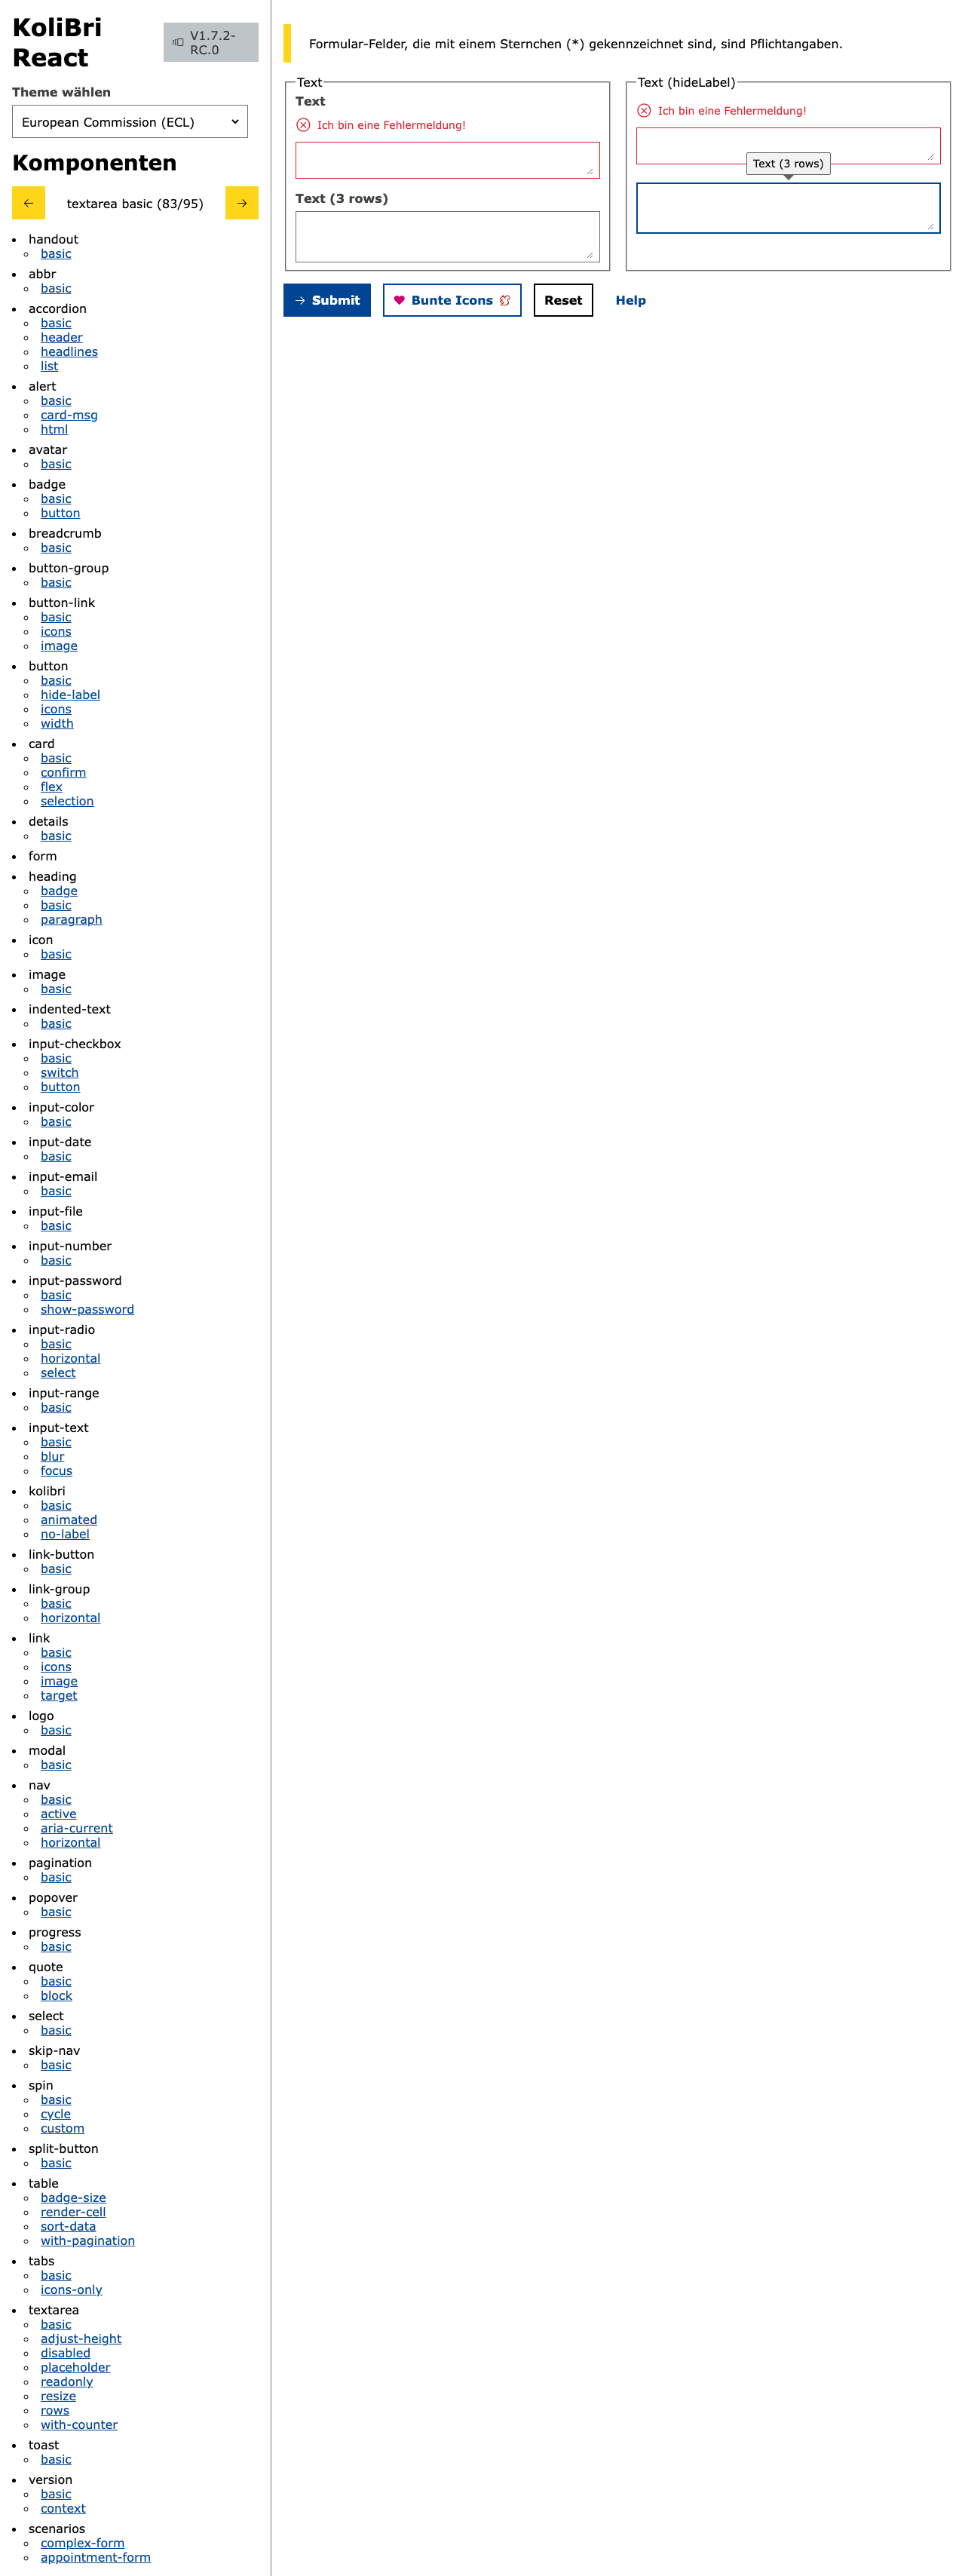 KoliBri
React
V1.7.2-
RC.0
Theme wählen
European Commission (ECL)
Komponenten
textarea basic (83/95)
handout
basic
abbr
basic
accordion
basic
header
headlines
list
alert
basic
card-msg
html
avatar
basic
badge
basic
button
breadcrumb
basic
button-group
basic
button-link
basic
icons
image
button
basic
hide-label
icons
width
card
basic
confirm
flex
selection
details
basic
form
heading
badge
basic
paragraph
icon
basic
image
basic
indented-text
basic
input-checkbox
basic
switch
button
input-color
basic
input-date
basic
input-email
basic
input-file
basic
input-number
basic
input-password
basic
show-password
input-radio
basic
horizontal
select
input-range
basic
input-text
basic
blur
focus
kolibri
basic
animated
no-label
link-button
basic
link-group
basic
horizontal
link
basic
icons
image
target
logo
basic
modal
basic
nav
basic
active
aria-current
horizontal
pagination
basic
popover
basic
progress
basic
quote
basic
block
select
basic
skip-nav
basic
spin
basic
cycle
custom
split-button
basic
table
badge-size
render-cell
sort-data
with-pagination
tabs
basic
icons-only
textarea
basic
adjust-height
disabled
placeholder
readonly
resize
rows
with-counter
toast
basic
version
basic
context
scenarios
complex-form
appointment-form
Formular-Felder, die mit einem Sternchen (*) gekennzeichnet sind, sind Pflichtangaben.
Text
Text
Ich bin eine Fehlermeldung!
Text (3 rows)
Text (hideLabel)
Ich bin eine Fehlermeldung!
Text (3 rows)
Submit
Bunte Icons
Reset
Help